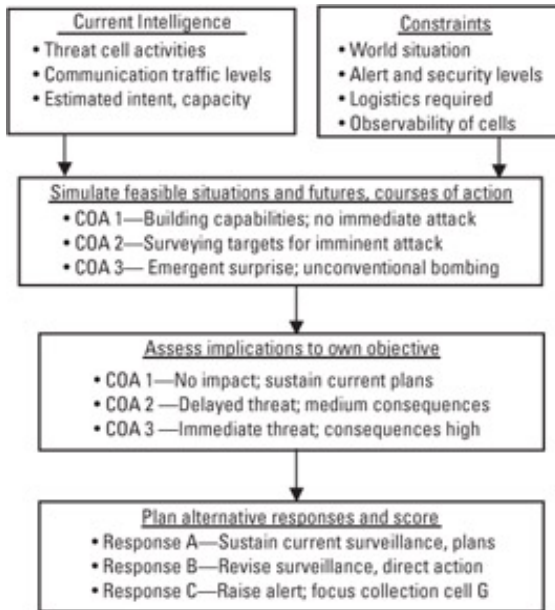 Current Intelligence
• Threat cell activities
• Communication traffic levels
• Estimated intent, capacity
Constraints
• World situation
• Alert and security levels
• Logistics required
• Observability of cells
Simulate feasible situations and futures, courses of action
• COA 1—Building capabilities; no immediate attack
• COA 2—Surveying targets for imminent attack
• COA 3— Emergent surprise; unconventional bombing
Assess implications to own objective
• COA 1—No impact; sustain current plans
• COA 2 —Delayed threat; medium consequences
• COA 3 —Immediate threat; consequences high
Plan alternative responses and score
• Response A—Sustain current surveillance, plans
• Response B—Revise surveillance, direct action
• Response C—Raise alert; focus collection cell G